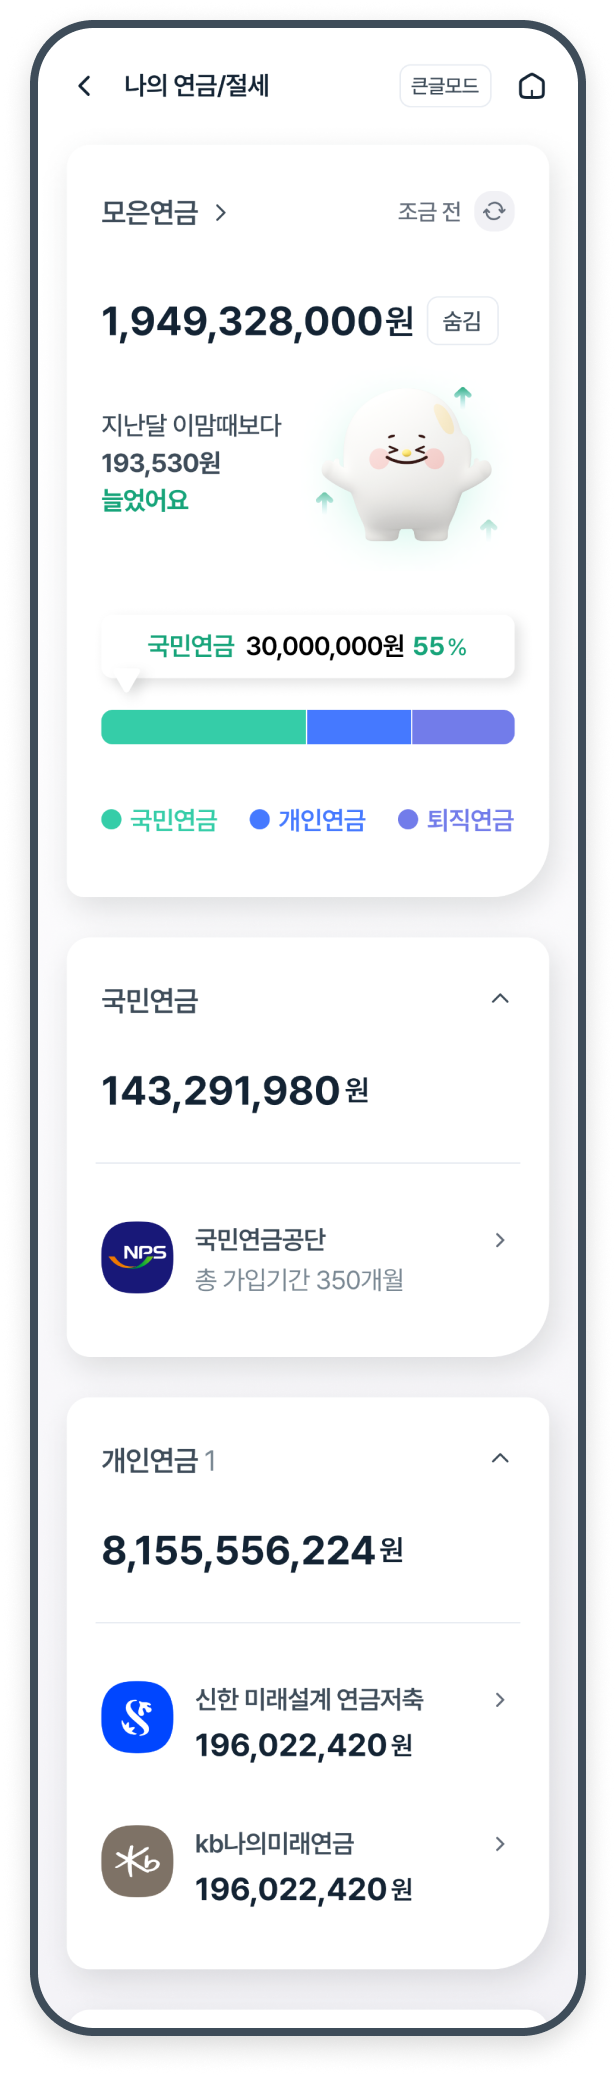 나의 연금/절세 큰글모드
모은연금 조금 전
1,949,328,000원 숨김
지난달 이맘때보다
193,530원
늘었어요
국민연금 30,000,000원 55%
국민연금 개인연금 퇴직연금
국민연금
143,291,980원
NPS
국민연금공단
총 가입기간 350개월
개인연금 1
8,155,556,224원
신한 미래설계 연금저축
196,022,420원
kb나의미래연금
196,022,420원